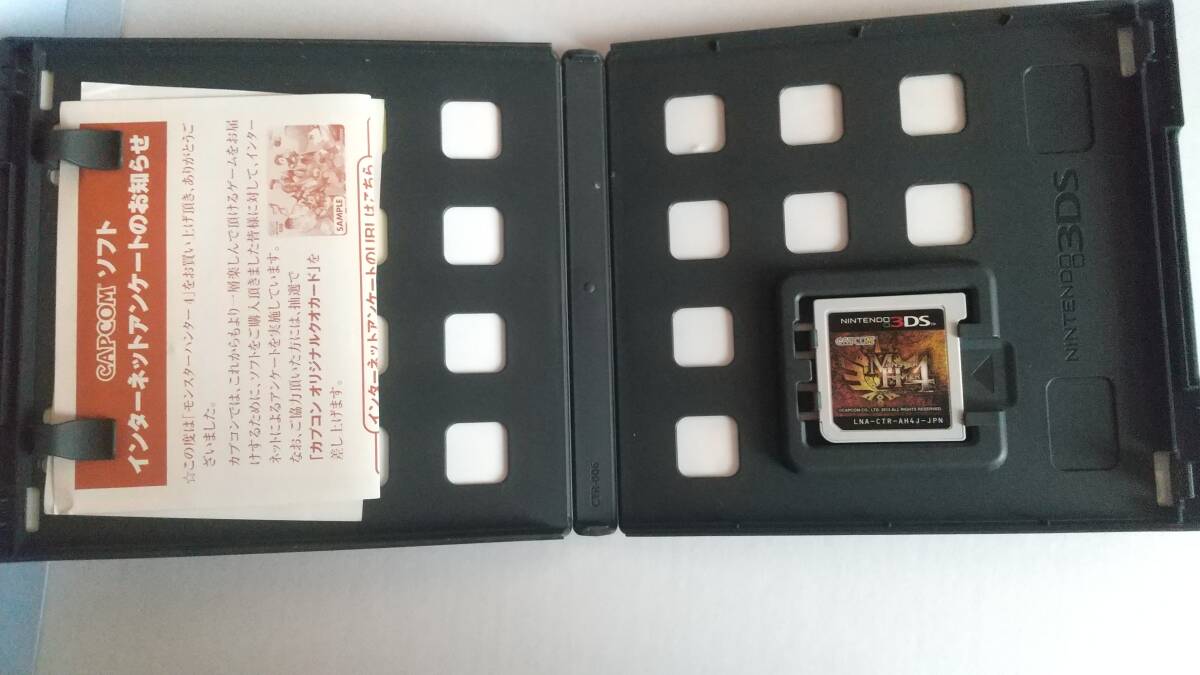 CAPCOM ソフト
インターネットアンケートのお知らせ
☆この度は「モンスターハンター4」をお買い上げ頂き、ありがとうご
ざいました。
カプコンでは、これからもより一層楽しんで頂けるゲームをお届
けするために、ソフトをご購入頂きました皆様に対して、インター
ネットによるアンケートを実施しています。
なお、ご協力頂いた方には、抽選で
「カプコン オリジナルクオカード」を
差し上げます。
SAMPLE
インターネットアンケートのURLはこちら
CTR-006
NINTENDO 3DS
CAPCOM
MH4
©CAPCOM CO., LTD. 2013 ALL RIGHTS RESERVED.
LNA-CTR-AH4J-JPN
NINTENDO 3DS